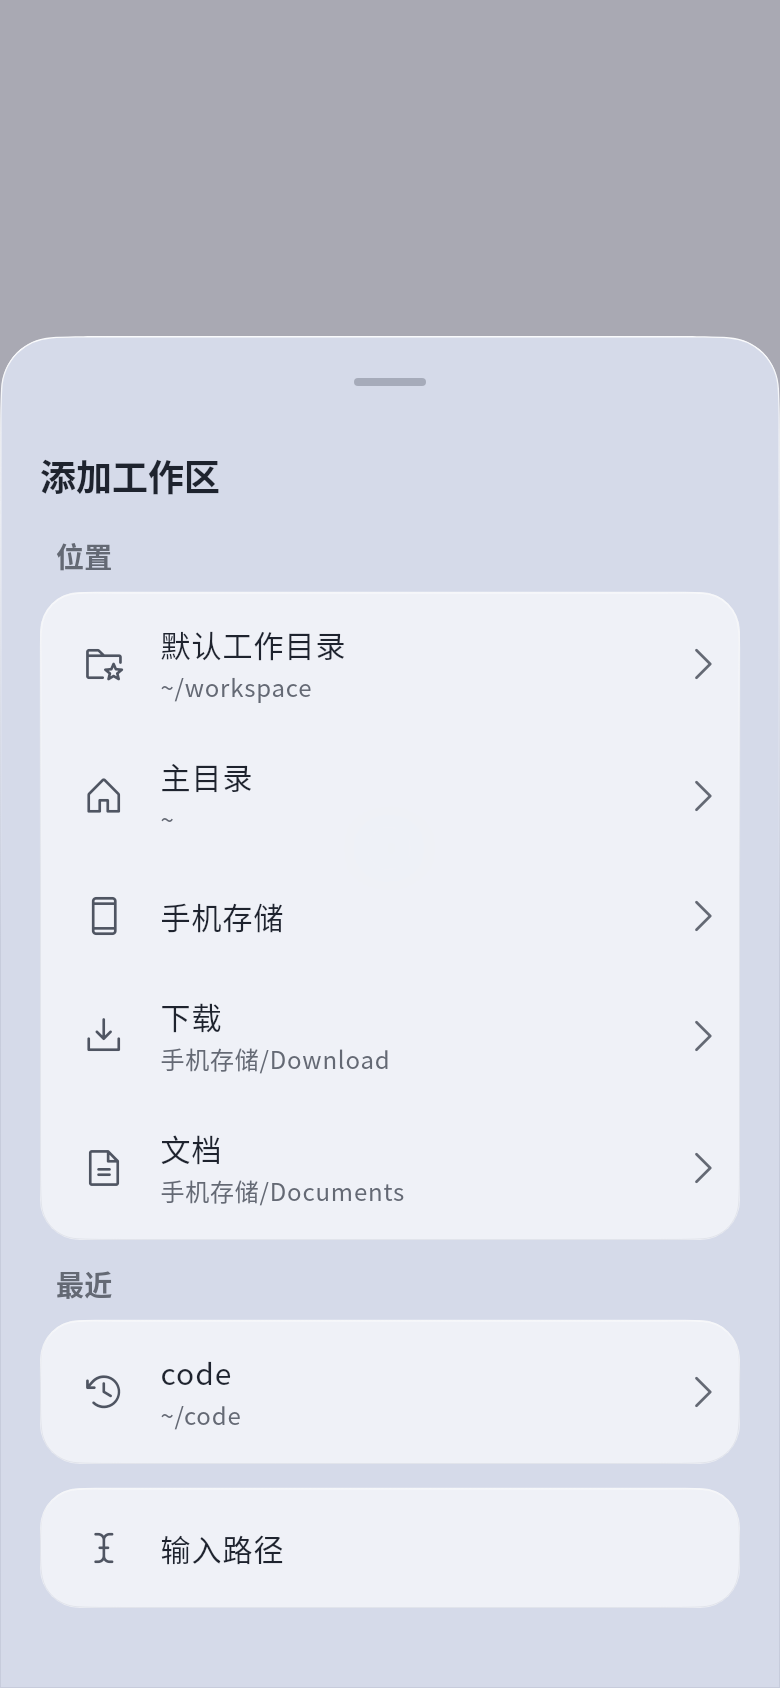 添加工作区
位置
默认工作目录
~/workspace
主目录
~
手机存储
下载
手机存储/Download
文档
手机存储/Documents
最近
code
~/code
输入路径